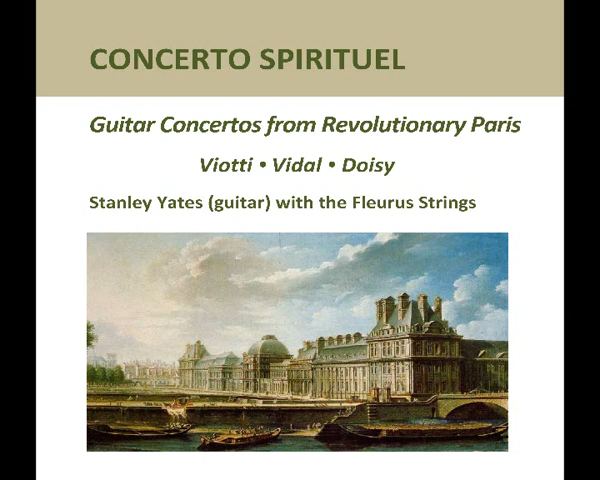 CONCERTO SPIRITUEL
Guitar Concertos from Revolutionary Paris
Viotti • Vidal • Doisy
Stanley Yates (guitar) with the Fleurus Strings